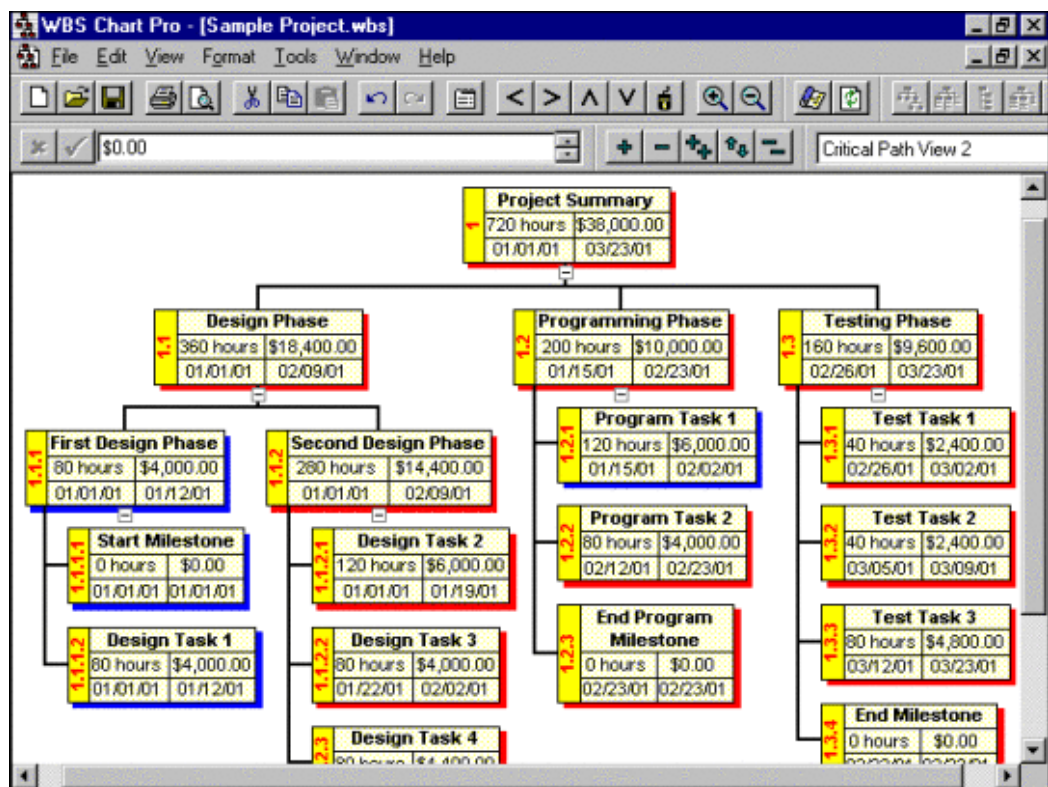 WBS Chart Pro - [Sample Project.wbs]
File Edit View Format Tools Window Help
$0.00
Critical Path View 2
1
Project Summary
720 hours $38,000.00
01/01/01 03/23/01
1.1
Design Phase
360 hours $18,400.00
01/01/01 02/09/01
1.2
Programming Phase
200 hours $10,000.00
01/15/01 02/23/01
1.3
Testing Phase
160 hours $9,600.00
02/26/01 03/23/01
1.1.1
First Design Phase
80 hours $4,000.00
01/01/01 01/12/01
1.1.2
Second Design Phase
280 hours $14,400.00
01/01/01 02/09/01
1.2.1
Program Task 1
120 hours $6,000.00
01/15/01 02/02/01
1.3.1
Test Task 1
40 hours $2,400.00
02/26/01 03/02/01
1.1.1.1
Start Milestone
0 hours $0.00
01/01/01 01/01/01
1.1.2.1
Design Task 2
120 hours $6,000.00
01/01/01 01/19/01
1.2.2
Program Task 2
80 hours $4,000.00
02/12/01 02/23/01
1.3.2
Test Task 2
40 hours $2,400.00
03/05/01 03/09/01
1.1.1.2
Design Task 1
80 hours $4,000.00
01/01/01 01/12/01
1.1.2.2
Design Task 3
80 hours $4,000.00
01/22/01 02/02/01
1.2.3
End Program
Milestone
0 hours $0.00
02/23/01 02/23/01
1.3.3
Test Task 3
80 hours $4,800.00
03/12/01 03/23/01
2.3
Design Task 4
80 hours $4,400.00
1.3.4
End Milestone
0 hours $0.00